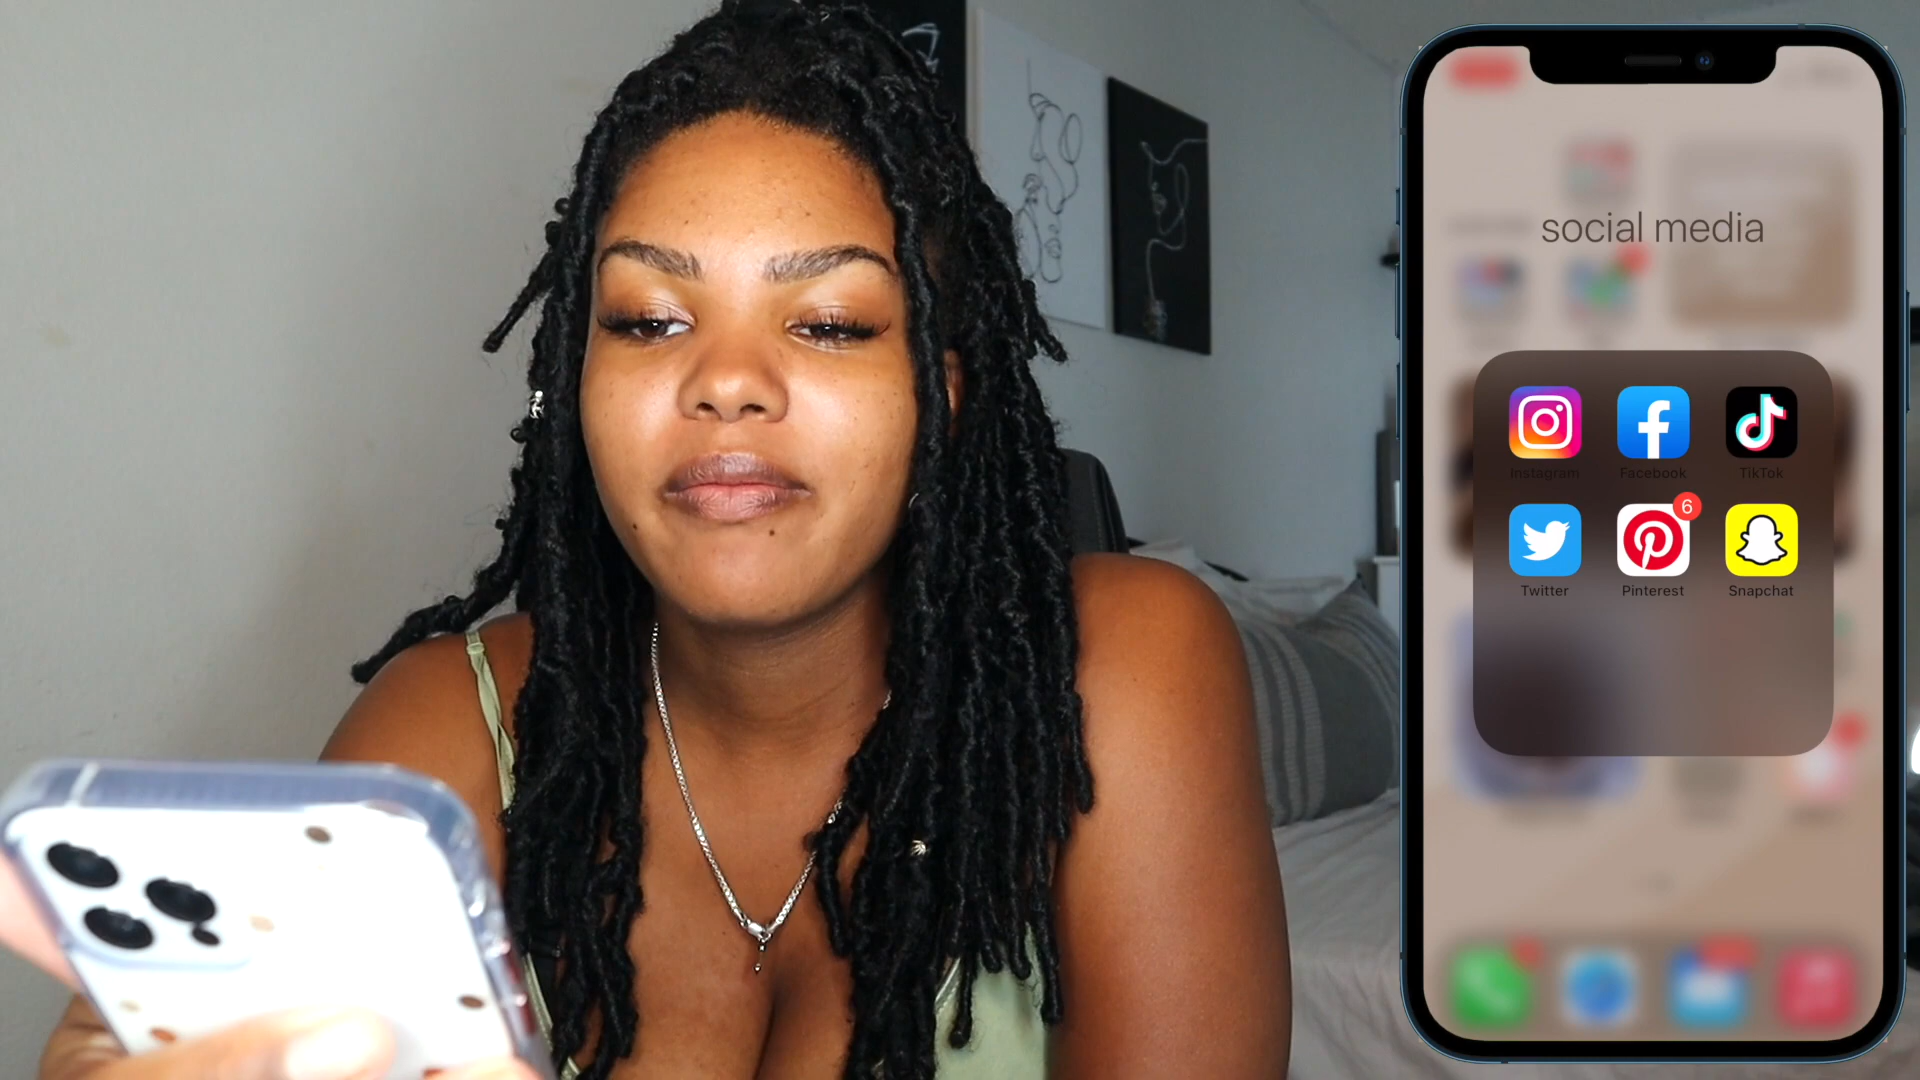 social media
Instagram Facebook TikTok
6
Twitter Pinterest Snapchat